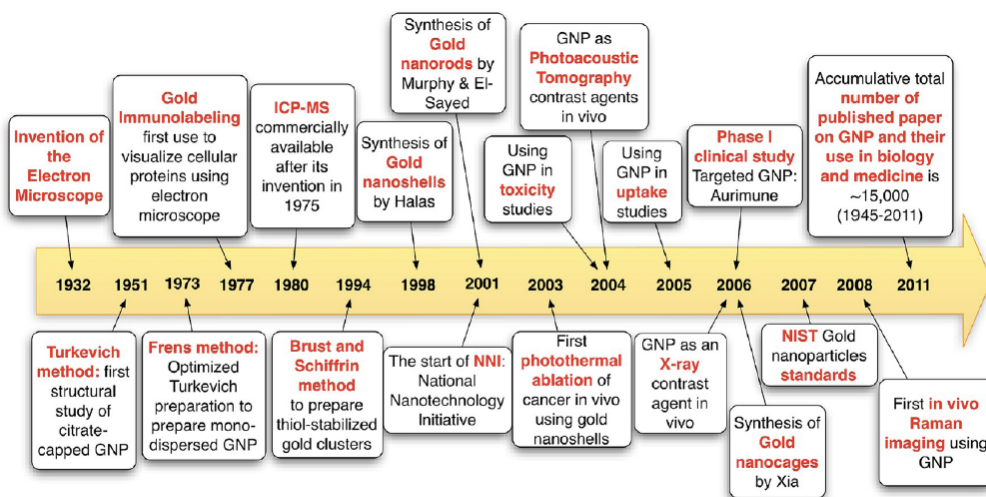 Invention of
the
Electron
Microscope
Gold
Immunolabeling
first use to
visualize cellular
proteins using
electron
microscope
ICP-MS
commercially
available
after its
invention in
1975
Synthesis of
Gold
nanoshells
by Halas
Synthesis of
Gold
nanorods by
Murphy & El-
Sayed
Using
GNP in
toxicity
studies
GNP as
Photoacoustic
Tomography
contrast agents
in vivo
Using
GNP in
uptake
studies
Phase I
clinical study
Targeted GNP:
Aurimune
Accumulative total
number of
published paper
on GNP and their
use in biology
and medicine is
~15,000
(1945-2011)
1932 1951 1973 1977 1980 1994 1998 2001 2003 2004 2005 2006 2007 2008 2011
Turkevich
method: first
structural
study of
citrate-
capped GNP
Frens method:
Optimized
Turkevich
preparation to
prepare mono-
dispersed GNP
Brust and
Schiffrin
method
to prepare
thiol-stabilized
gold clusters
The start of NNI:
National
Nanotechnology
Initiative
First
photothermal
ablation of
cancer in vivo
using gold
nanoshells
GNP as an
X-ray
contrast
agent in
vivo
Synthesis of
Gold
nanocages
by Xia
NIST Gold
nanoparticles
standards
First in vivo
Raman
imaging using
GNP